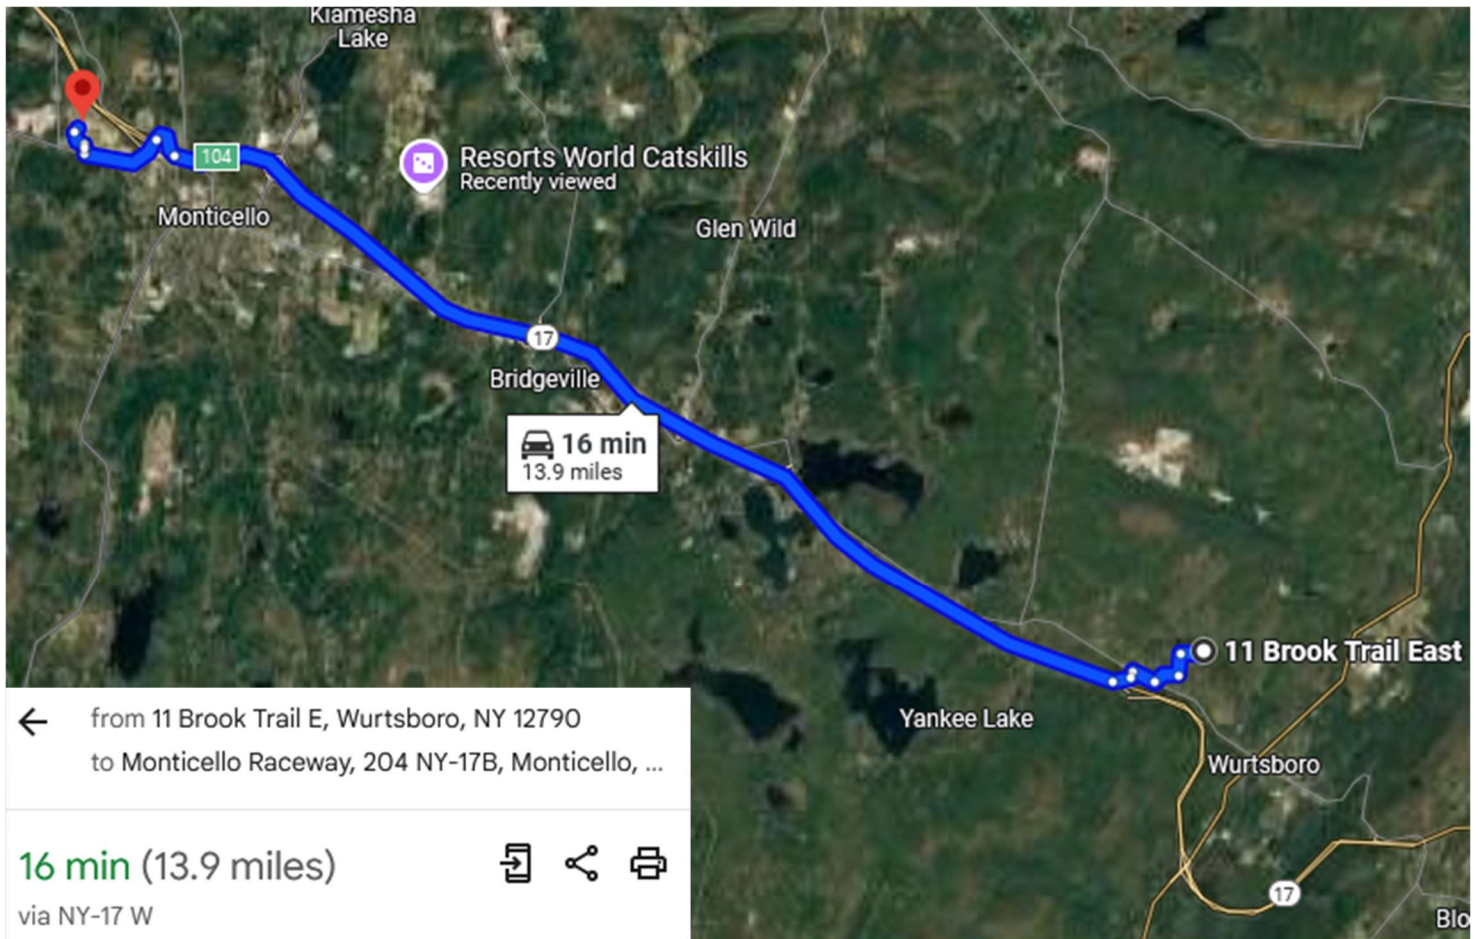 Kiamesha
Lake
104
Resorts World Catskills
Recently viewed
Monticello
Glen Wild
17
Bridgeville
16 min
13.9 miles
11 Brook Trail East
Yankee Lake
Wurtsboro
17
Blo
from 11 Brook Trail E, Wurtsboro, NY 12790
to Monticello Raceway, 204 NY-17B, Monticello, ...
16 min (13.9 miles)
via NY-17 W